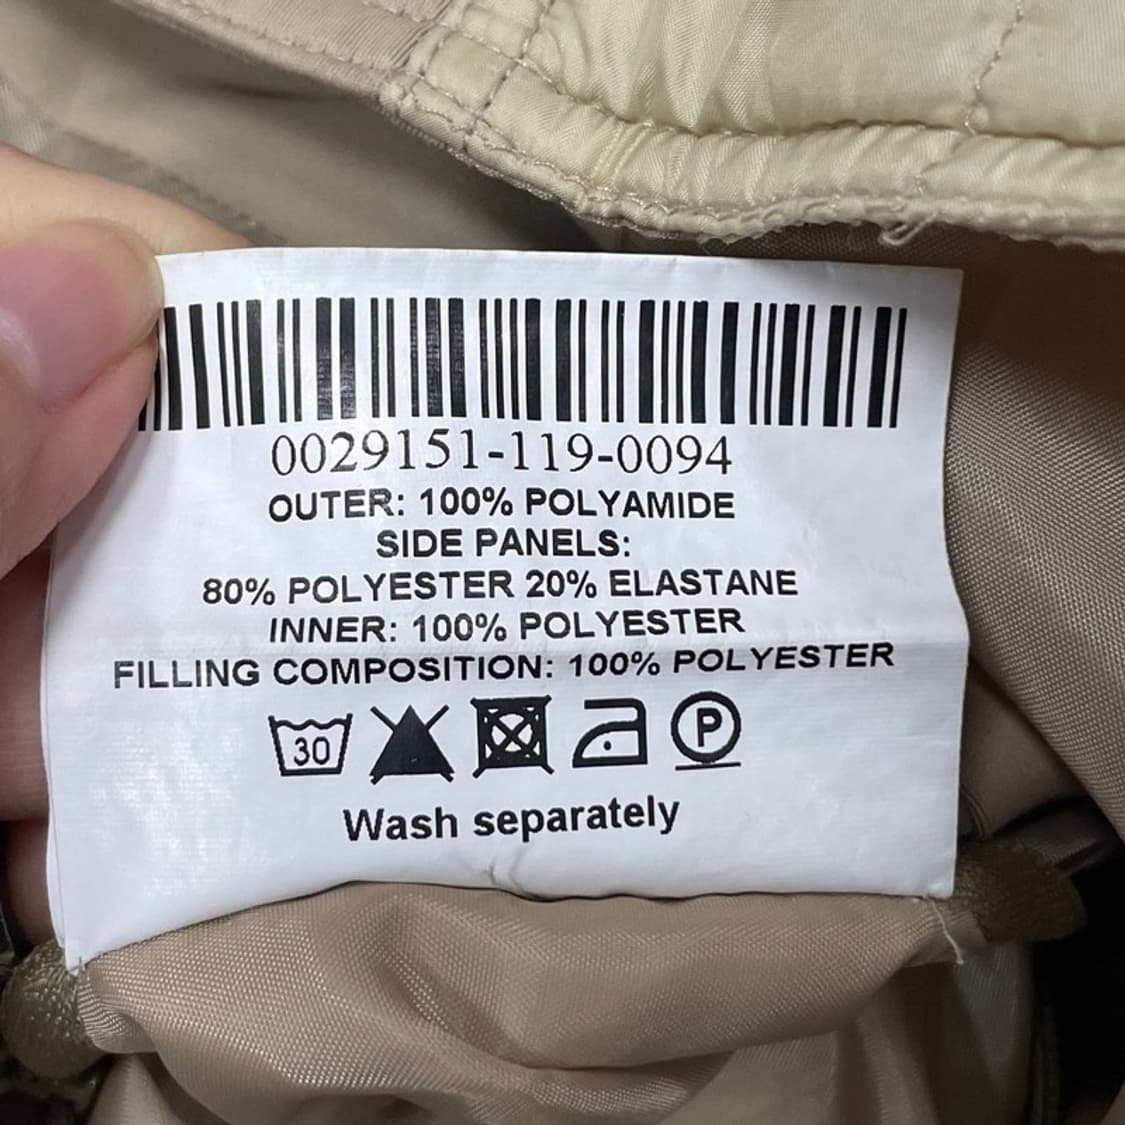 0029151-119-0094
OUTER: 100% POLYAMIDE
SIDE PANELS:
80% POLYESTER 20% ELASTANE
INNER: 100% POLYESTER
FILLING COMPOSITION: 100% POLYESTER
30 P
Wash separately